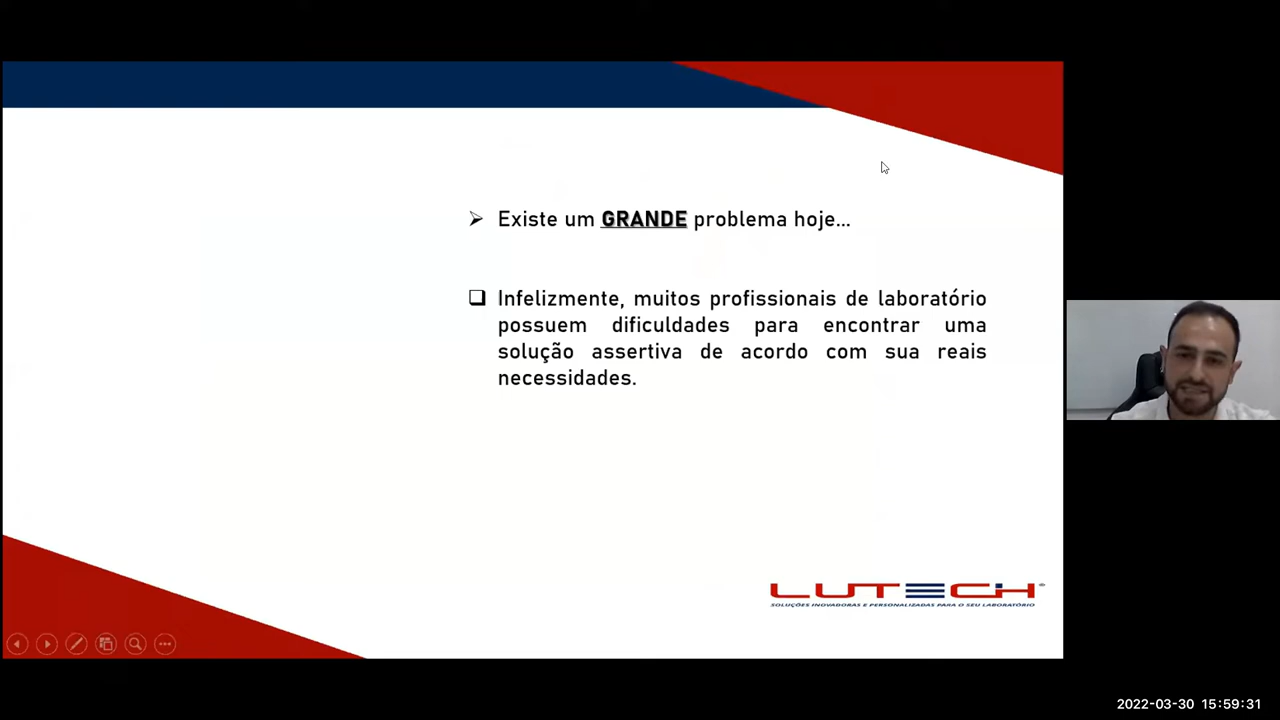 Existe um GRANDE problema hoje...
Infelizmente, muitos profissionais de laboratório
possuem dificuldades para encontrar uma
solução assertiva de acordo com sua reais
necessidades.
LUTECH
SOLUÇÕES INOVADORAS E PERSONALIZADAS PARA O SEU LABORATÓRIO
2022-03-30 15:59:31